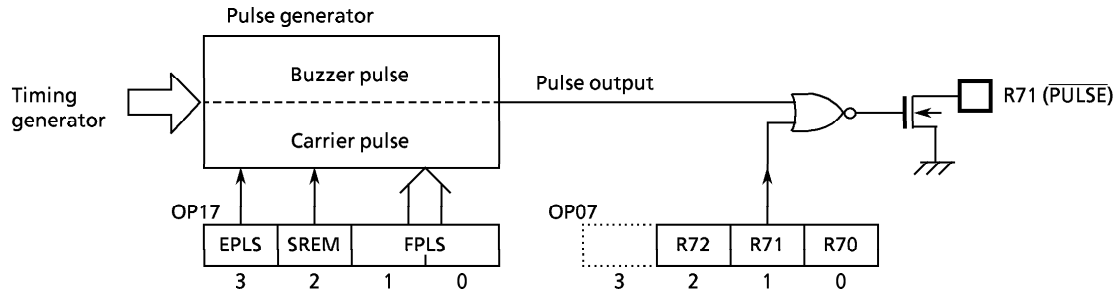 Pulse generator
Timing
generator
Buzzer pulse
Carrier pulse
Pulse output
R71 (PULSE)
OP17
EPLS SREM FPLS
3 2 1 0
OP07
R72 R71 R70
3 2 1 0